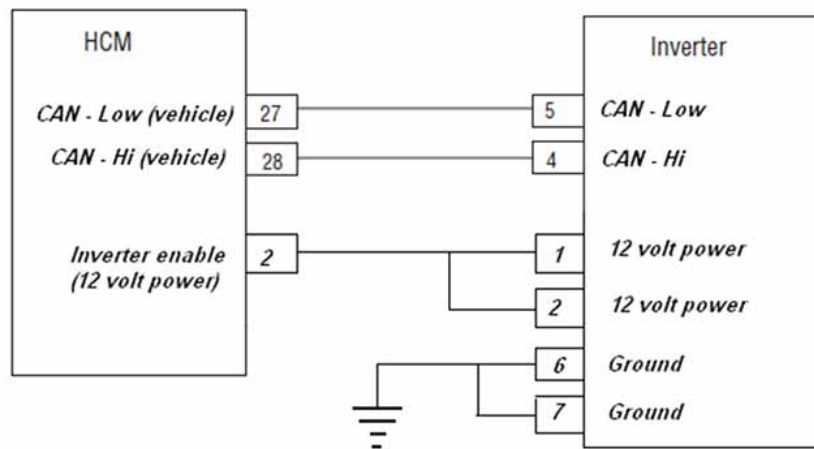 HCM
Inverter
CAN - Low (vehicle) 27
5 CAN - Low
CAN - Hi (vehicle) 28
4 CAN - Hi
Inverter enable
(12 volt power)
2
1 12 volt power
2 12 volt power
6 Ground
7 Ground